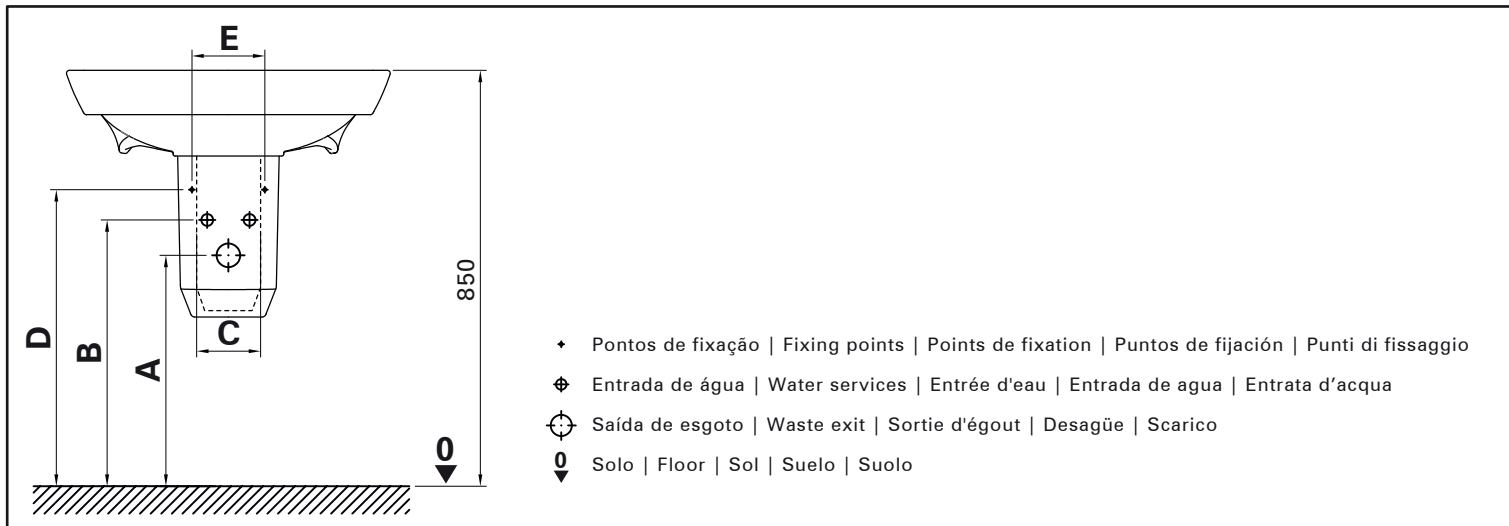 E
850
D
B
A
C
0
Pontos de fixação | Fixing points | Points de fixation | Puntos de fijación | Punti di fissaggio
Entrada de água | Water services | Entrée d'eau | Entrada de agua | Entrata d’acqua
Saída de esgoto | Waste exit | Sortie d'égout | Desagüe | Scarico
0 Solo | Floor | Sol | Suelo | Suolo